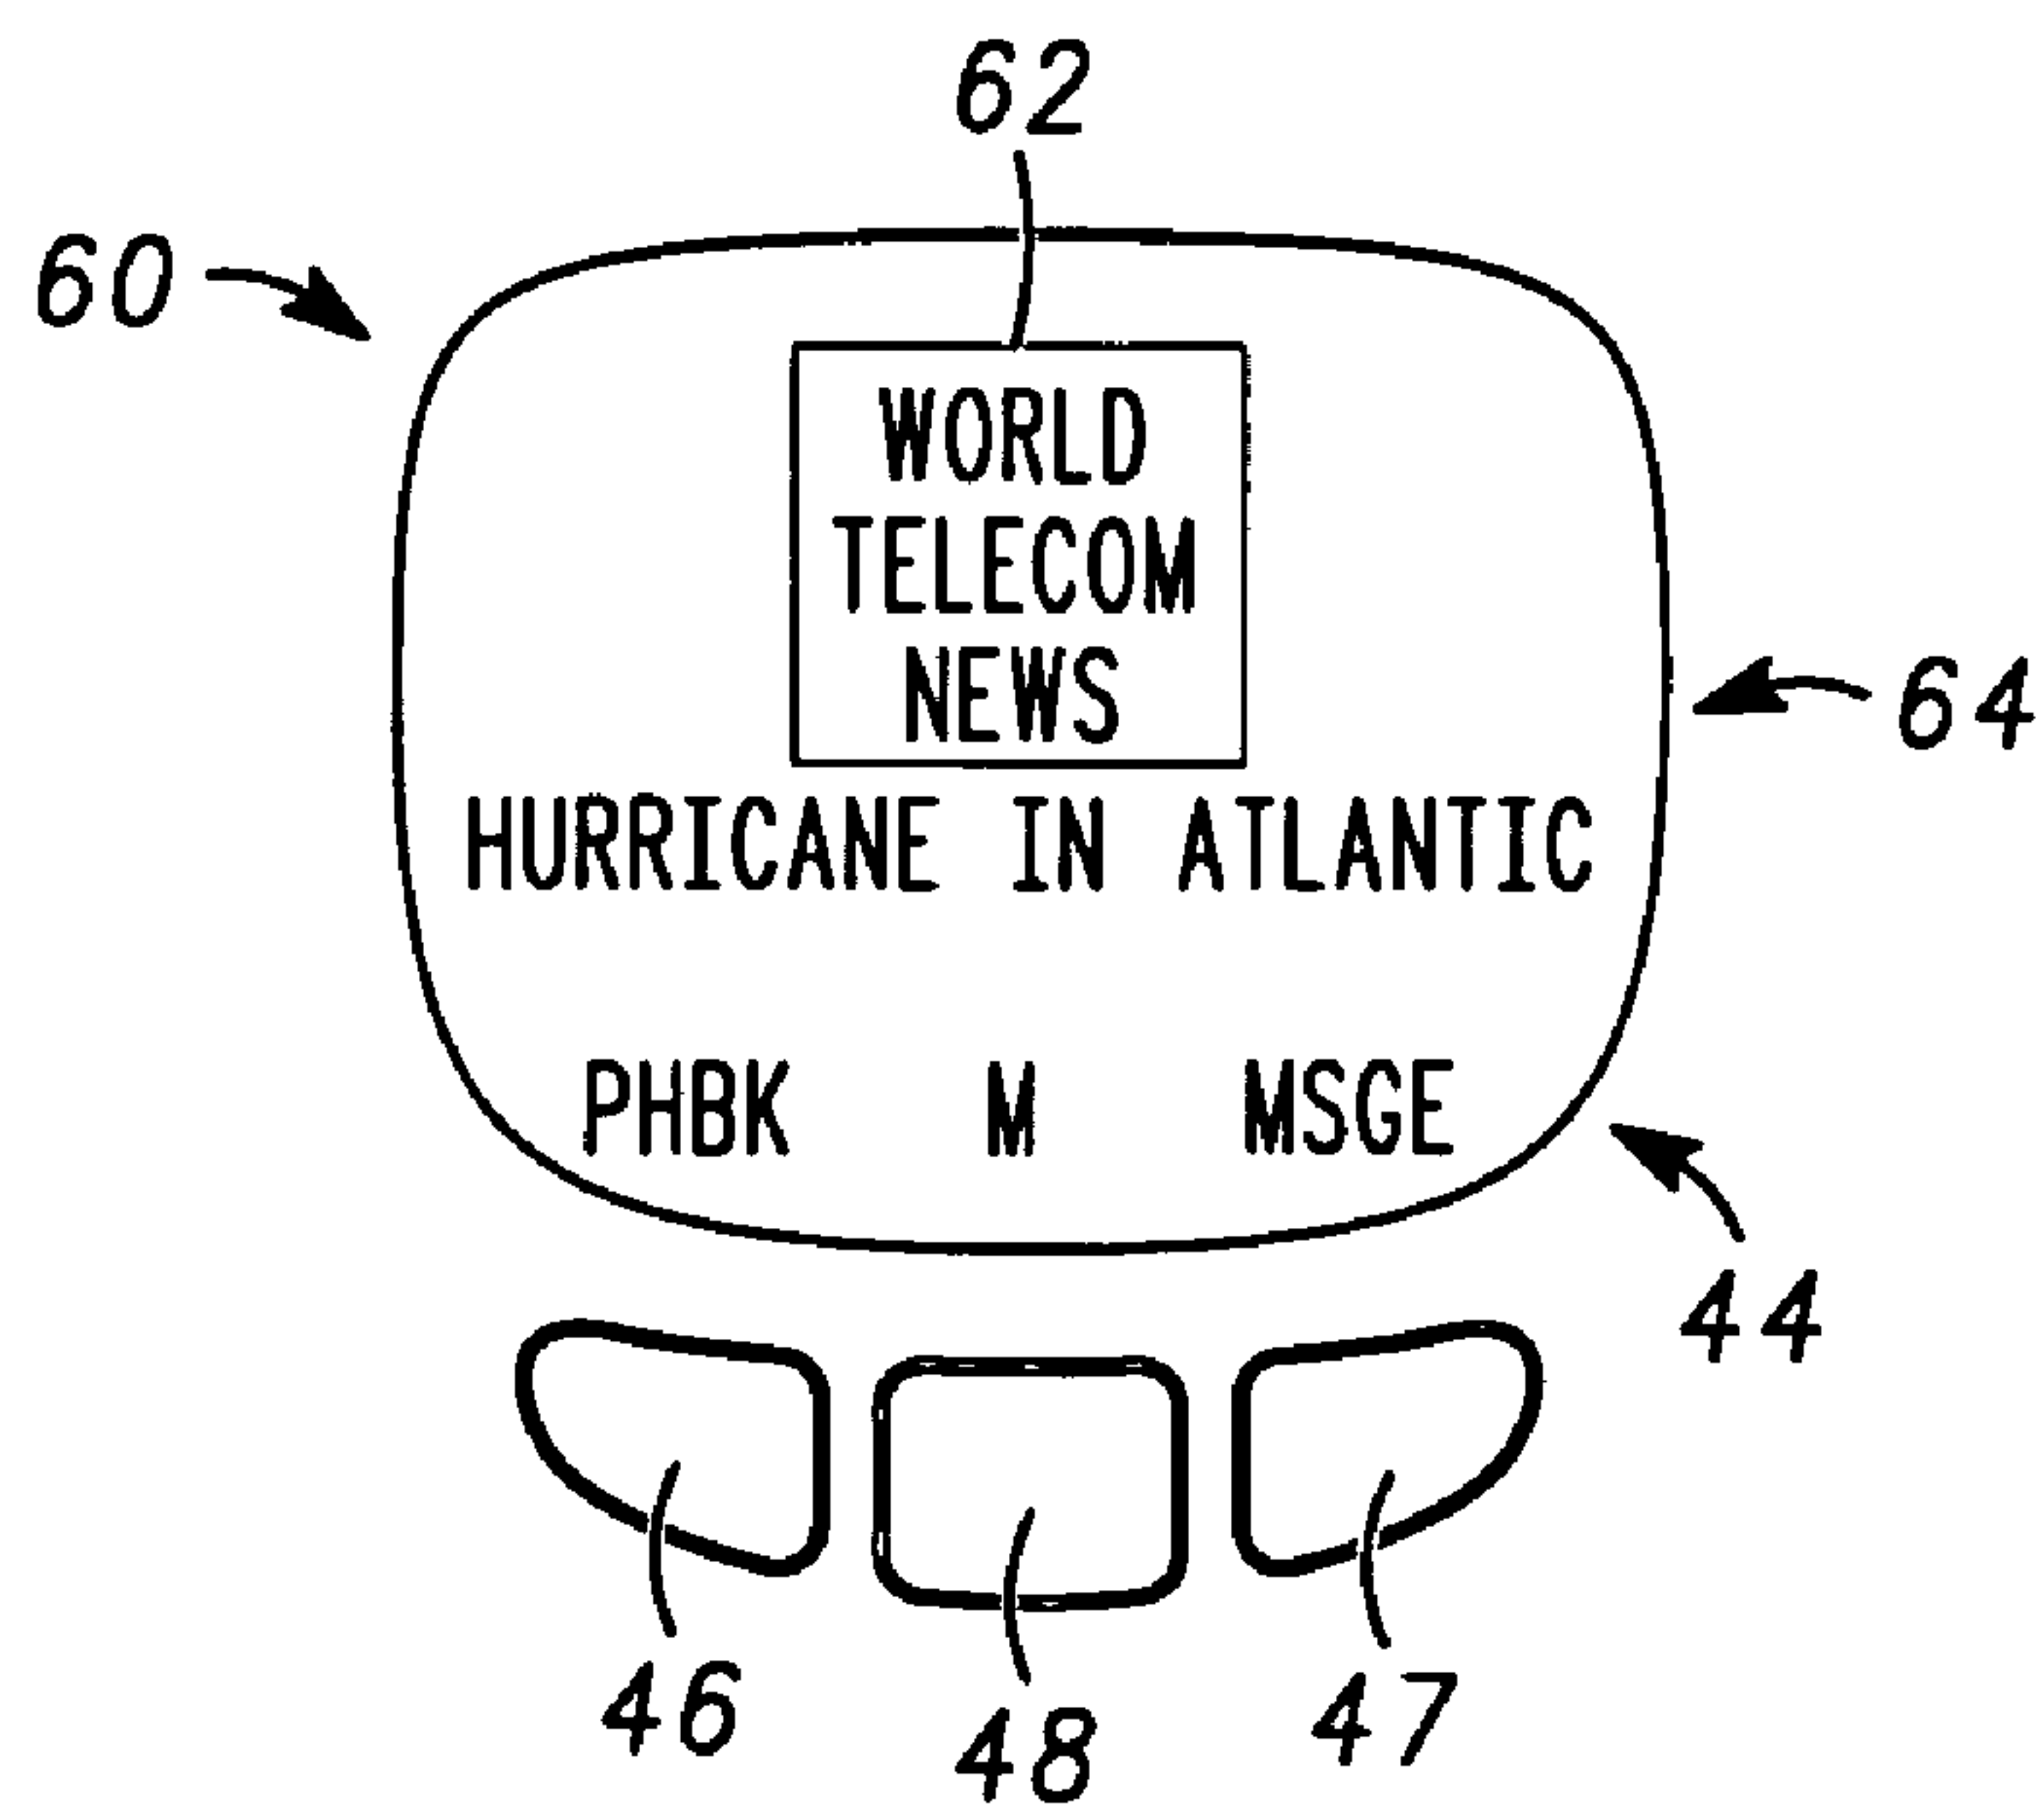 62
60
WORLD
TELECOM
NEWS
64
HURRICANE IN ATLANTIC
PHBK M MSGE
44
46 48 47